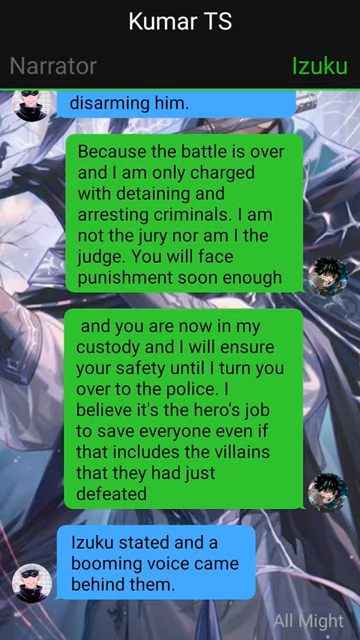 Kumar TS
Narrator
Izuku
disarming him.
Because the battle is over
and I am only charged
with detaining and
arresting criminals. I am
not the jury nor am I the
judge. You will face
punishment soon enough
and you are now in my
custody and I will ensure
your safety until I turn you
over to the police. I
believe it's the hero's job
to save everyone even if
that includes the villains
that they had just
defeated
Izuku stated and a
booming voice came
behind them.
All Might